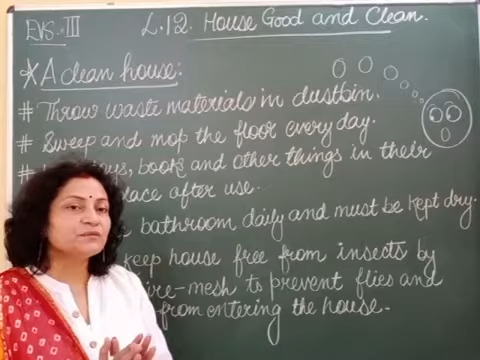 EVS-III
L.12. House Good and Clean.
* A clean house:
# Throw waste materials in dustbin.
# Sweep and mop the floor every day.
# toys, books and other things in their
place after use.
bathroom daily and must be kept dry.
keep house free from insects by
ire-mesh to prevent flies and
from entering the house.